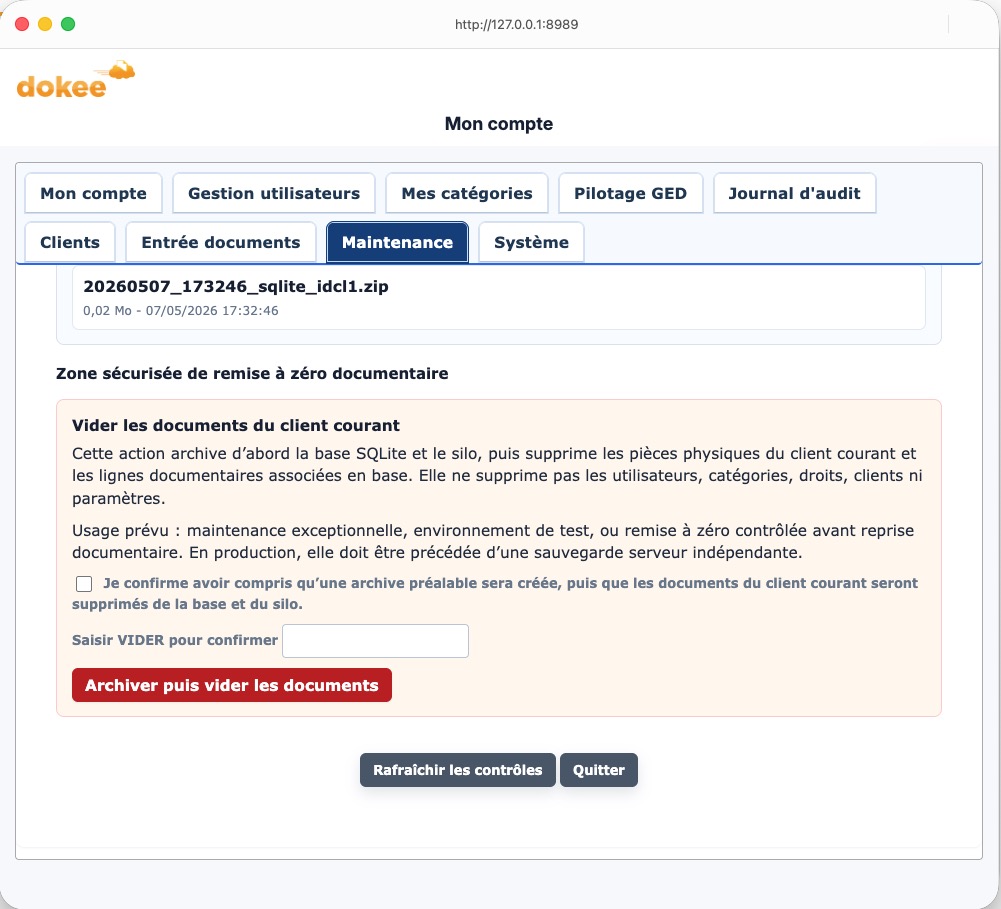 http://127.0.0.1:8989
dokee
Mon compte
Mon compte
Gestion utilisateurs
Mes catégories
Pilotage GED
Journal d'audit
Clients
Entrée documents
Maintenance
Système
20260507_173246_sqlite_idcl1.zip
0,02 Mo - 07/05/2026 17:32:46
Zone sécurisée de remise à zéro documentaire
Vider les documents du client courant
Cette action archive d’abord la base SQLite et le silo, puis supprime les pièces physiques du client courant et
les lignes documentaires associées en base. Elle ne supprime pas les utilisateurs, catégories, droits, clients ni
paramètres.
Usage prévu : maintenance exceptionnelle, environnement de test, ou remise à zéro contrôlée avant reprise
documentaire. En production, elle doit être précédée d’une sauvegarde serveur indépendante.
Je confirme avoir compris qu’une archive préalable sera créée, puis que les documents du client courant seront
supprimés de la base et du silo.
Saisir VIDER pour confirmer
Archiver puis vider les documents
Rafraîchir les contrôles
Quitter